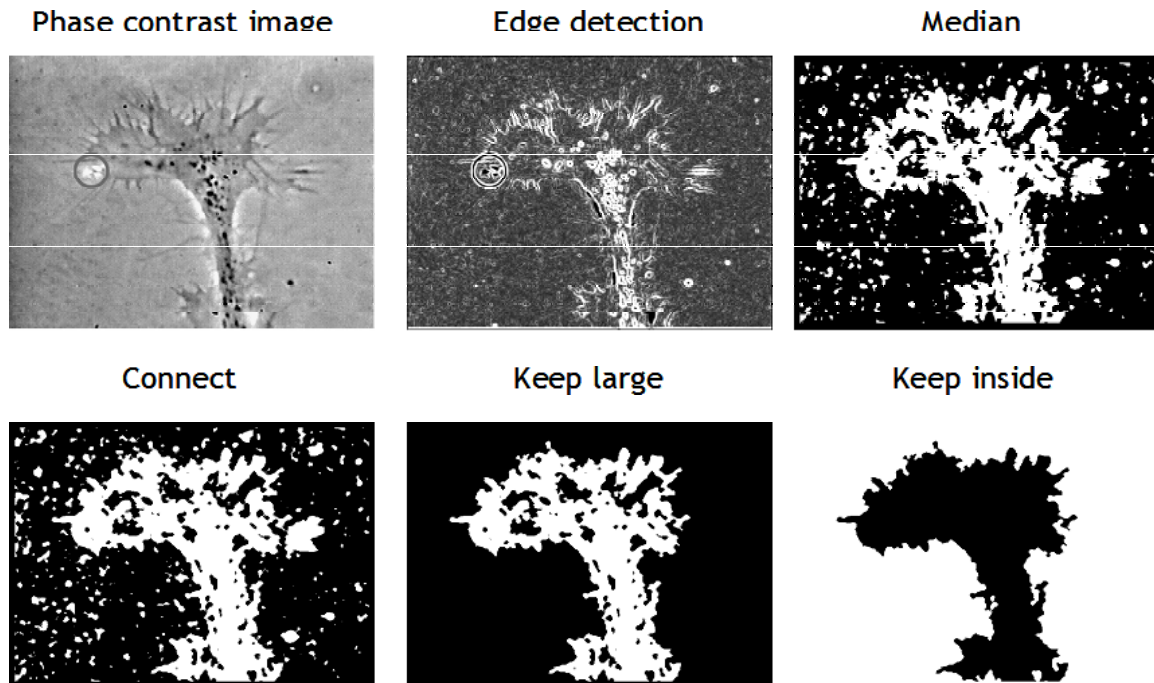 Phase contrast image
Edge detection
Median
Connect
Keep large
Keep inside